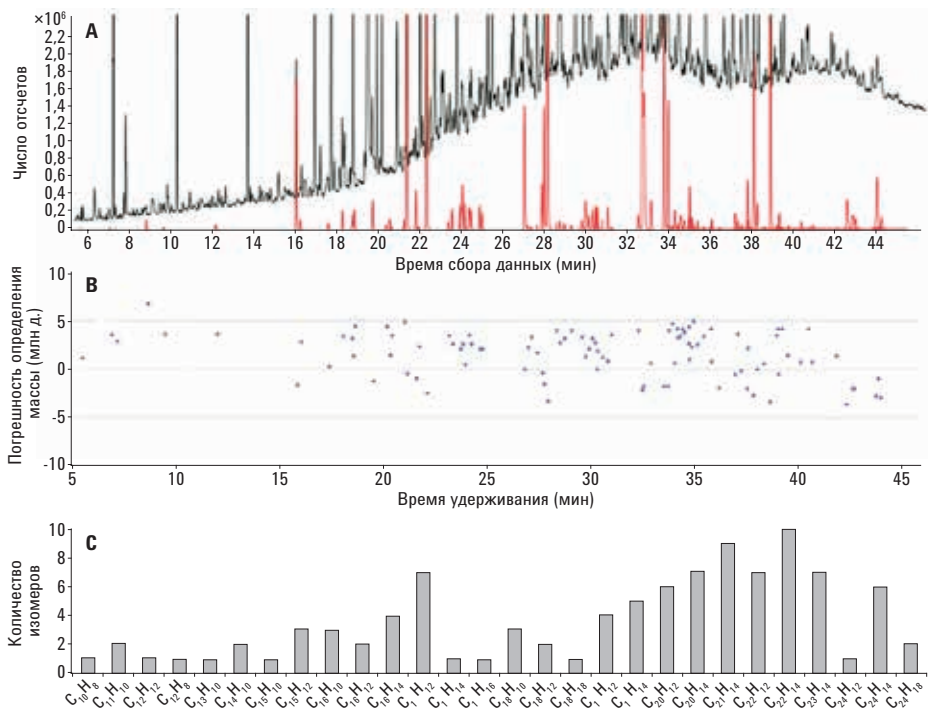 ×10⁶
A
2,2
2,0
1,8
1,6
1,4
1,2
1,0
0,8
0,6
0,4
0,2
0
Число отсчетов
6 8 10 12 14 16 18 20 22 24 26 28 30 32 34 36 38 40 42 44
Время сбора данных (мин)
B
10
5
0
-5
-10
Погрешность определения
массы (млн д.)
5 10 15 20 25 30 35 40 45
Время удерживания (мин)
C
10
8
6
4
2
0
Количество
изомеров
C₁₀H₈ C₁₁H₁₀ C₁₂H₁₂ C₁₂H₈ C₁₃H₁₀ C₁₄H₁₀ C₁₅H₁₀ C₁₅H₁₂ C₁₆H₁₀ C₁₆H₁₂ C₁₆H₁₄ C₁H₁₂ C₁H₁₄ C₁H₁₆ C₁₈H₁₀ C₁₈H₁₂ C₁₈H₁₈ C₁H₁₂ C₁H₁₄ C₂₀H₁₂ C₂₀H₁₄ C₂₁H₁₄ C₂₂H₁₂ C₂₂H₁₄ C₂₃H₁₄ C₂₄H₁₂ C₂₄H₁₄ C₂₄H₁₈